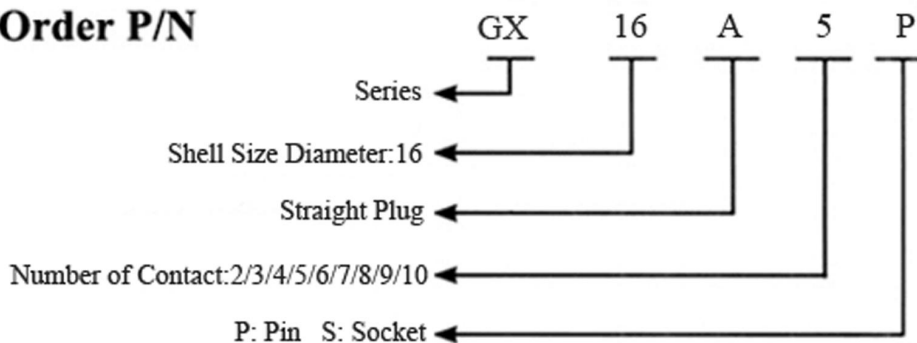 Order P/N GX 16 A 5 P
Series
Shell Size Diameter:16
Straight Plug
Number of Contact:2/3/4/5/6/7/8/9/10
P: Pin S: Socket